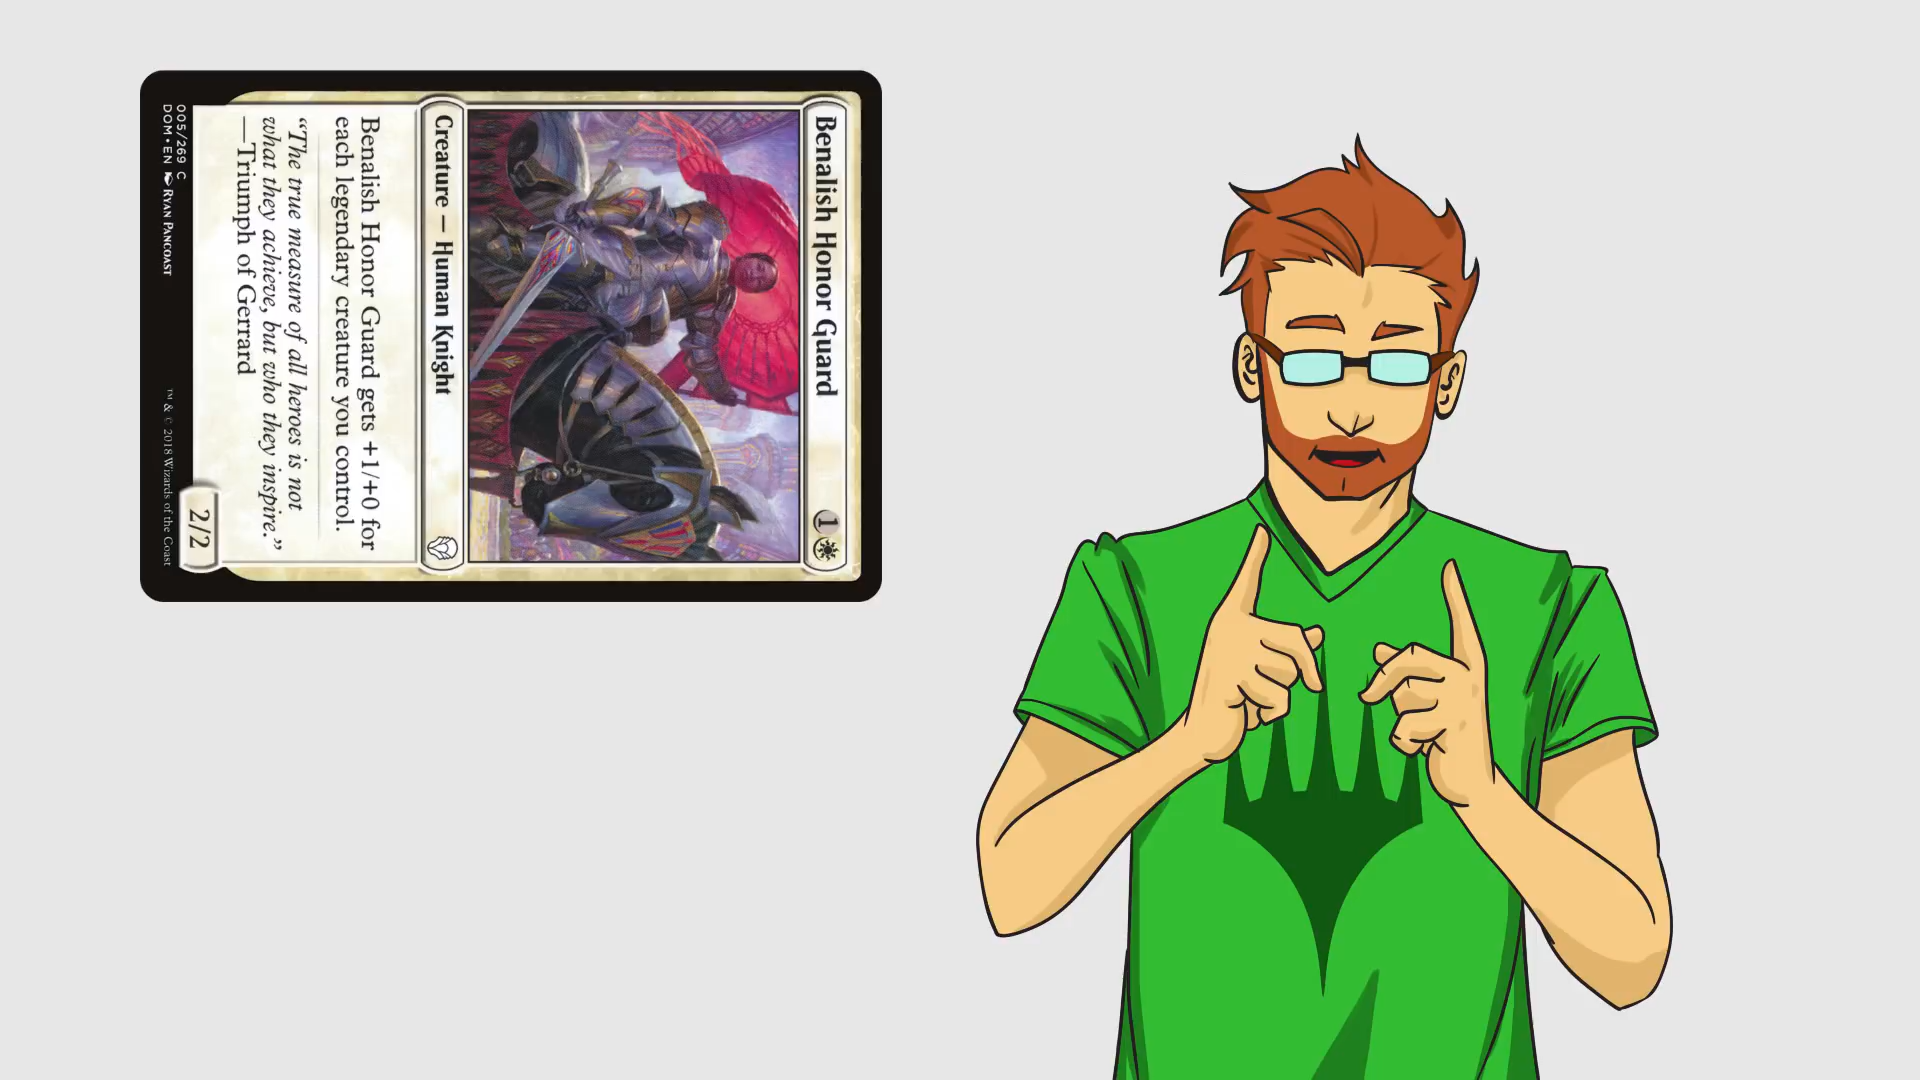 Benalish Honor Guard
1
Creature — Human Knight
Benalish Honor Guard gets +1/+0 for
each legendary creature you control.
“The true measure of all heroes is not
what they achieve, but who they inspire.”
—Triumph of Gerrard
2/2
005/269 C
DOM • EN RYAN PANCOAST
™ & © 2018 Wizards of the Coast